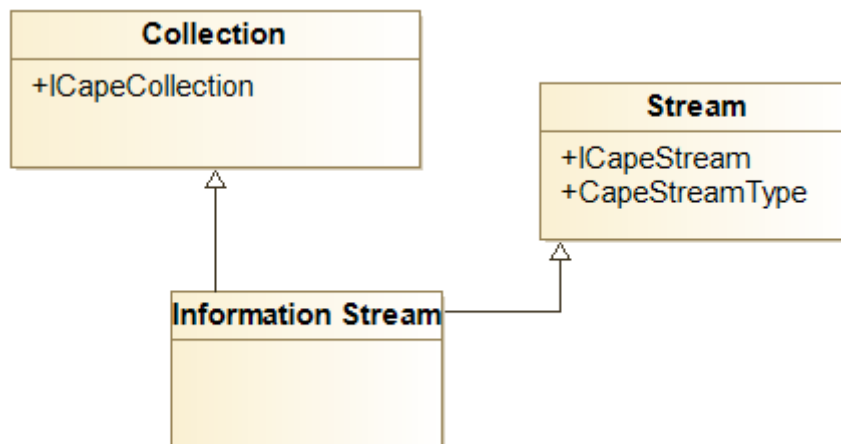 Collection
+ICapeCollection
Stream
+ICapeStream
+CapeStreamType
Information Stream